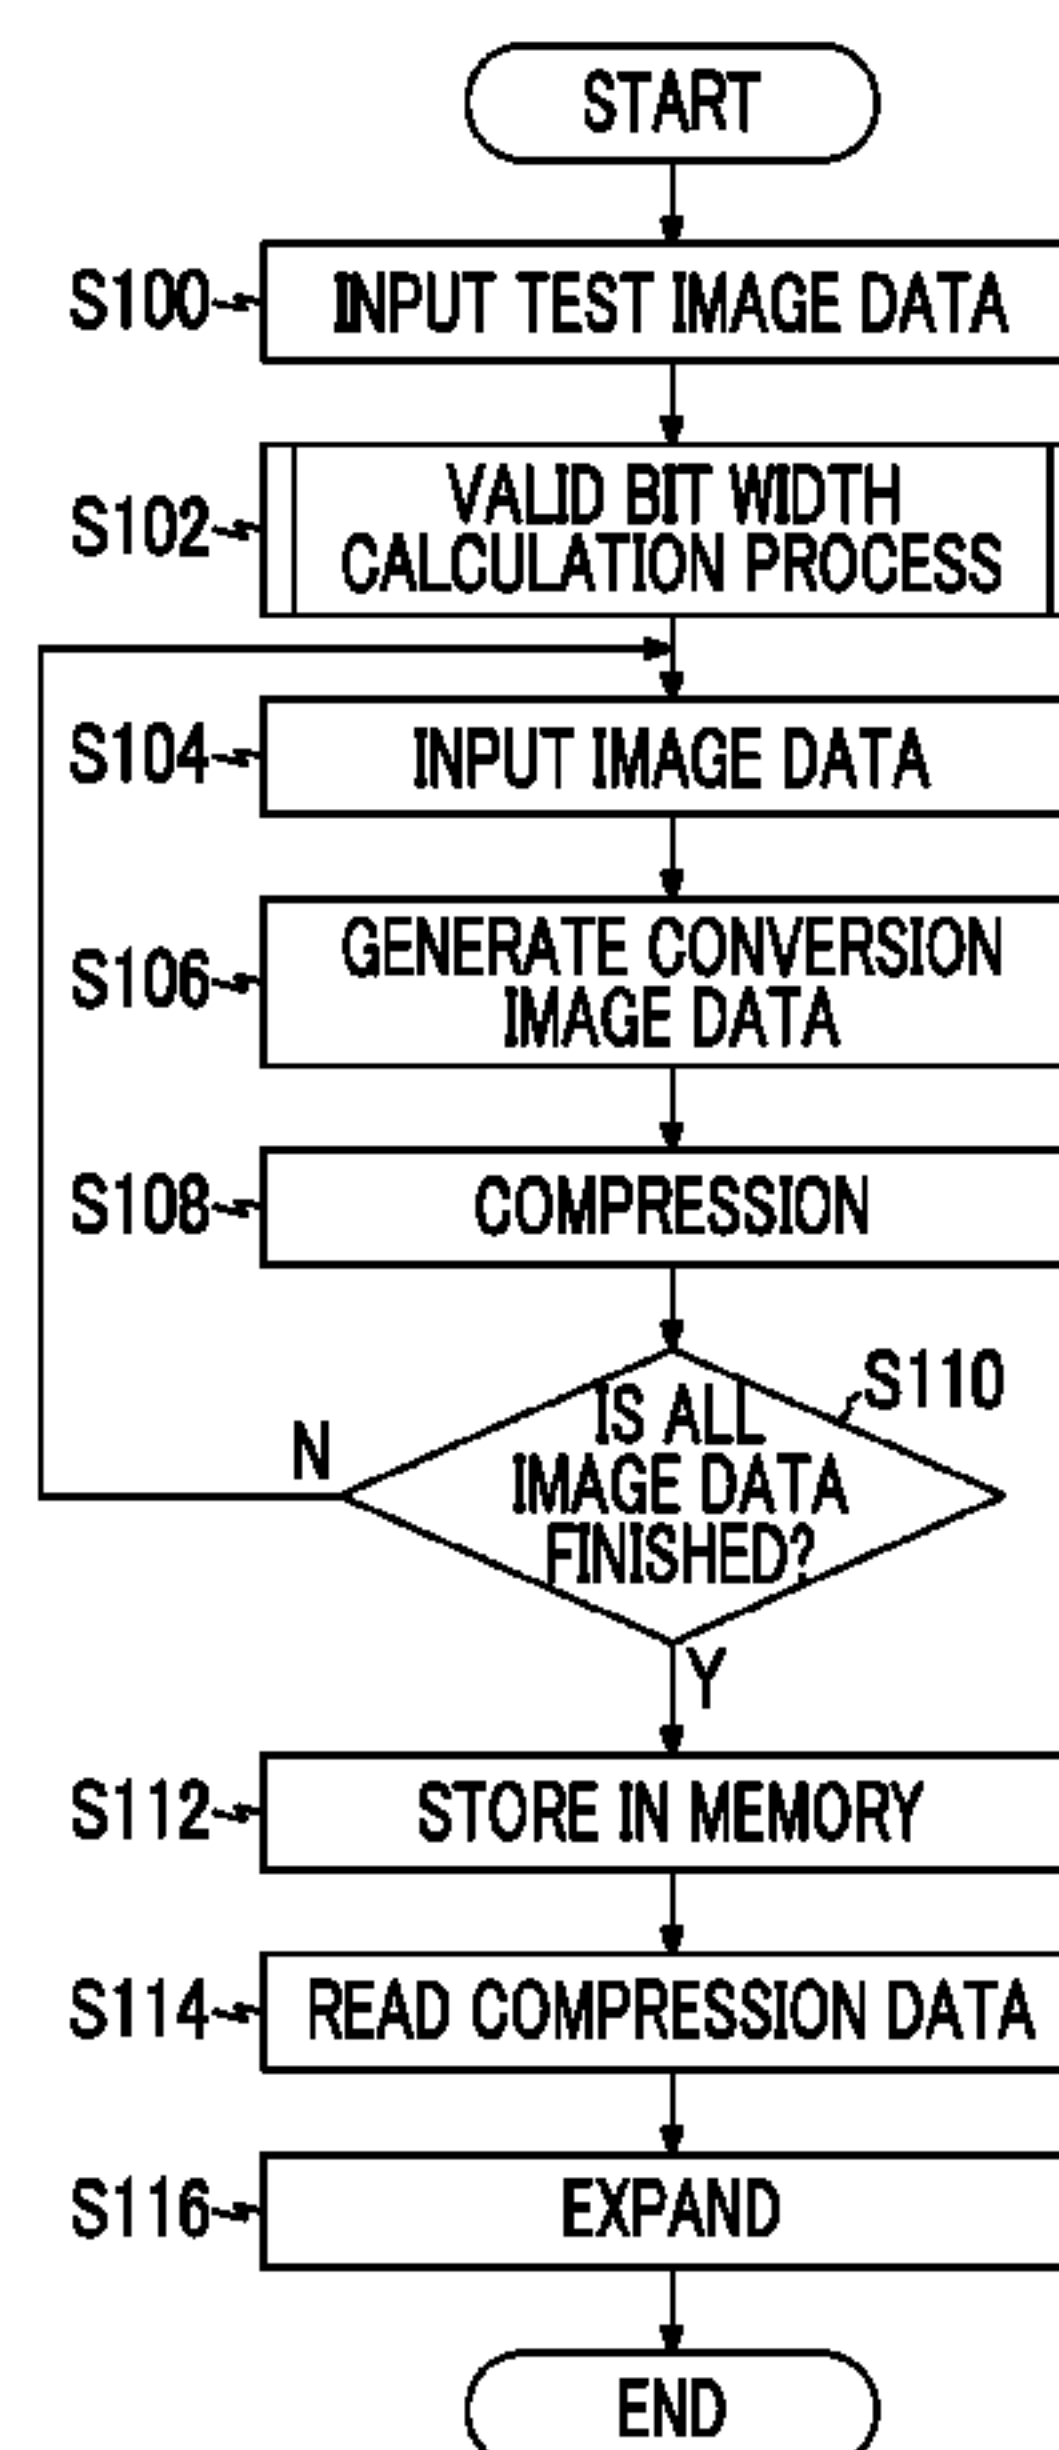 START
S100
INPUT TEST IMAGE DATA
S102
VALID BIT WIDTH
CALCULATION PROCESS
S104
INPUT IMAGE DATA
S106
GENERATE CONVERSION
IMAGE DATA
S108
COMPRESSION
S110
IS ALL
IMAGE DATA
FINISHED?
N
Y
S112
STORE IN MEMORY
S114
READ COMPRESSION DATA
S116
EXPAND
END